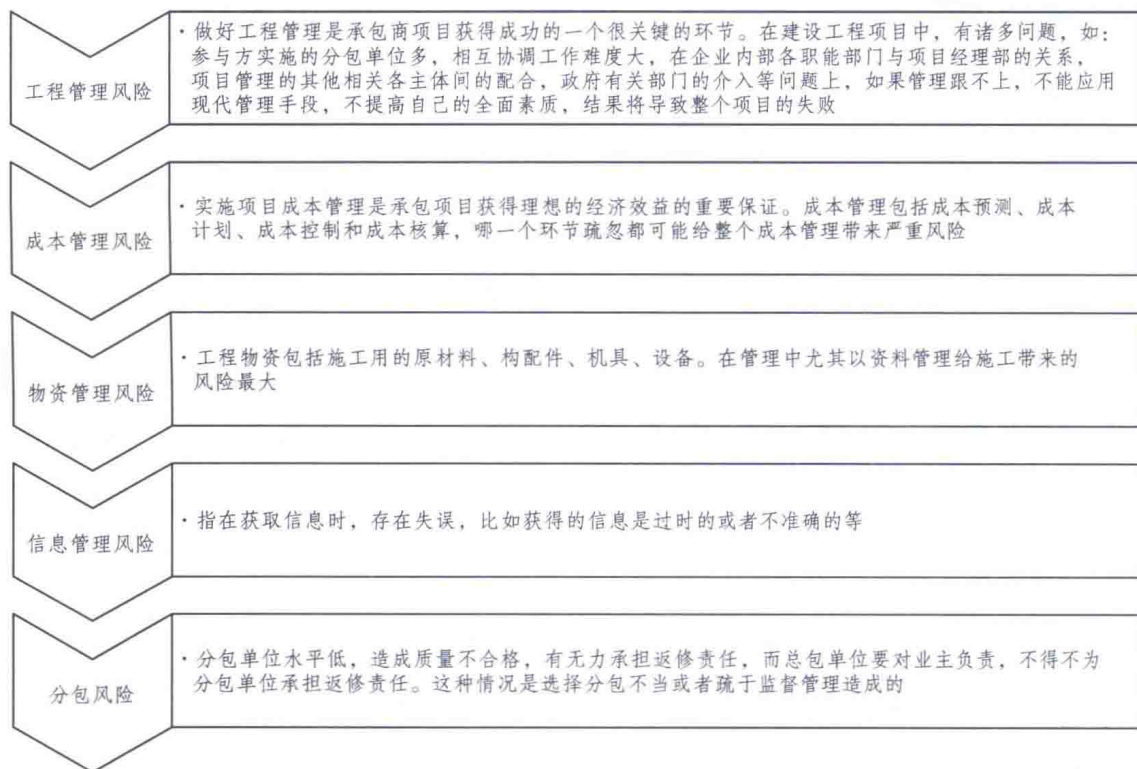 工程管理风险
·做好工程管理是承包商项目获得成功的一个很关键的环节。在建设工程项目中，有诸多问题，如：
参与方实施的分包单位多，相互协调工作难度大，在企业内部各职能部门与项目经理部的关系，
项目管理的其他相关各主体间的配合，政府有关部门的介入等问题上，如果管理跟不上，不能应用
现代管理手段，不提高自己的全面素质，结果将导致整个项目的失败
成本管理风险
·实施项目成本管理是承包项目获得理想的经济效益的重要保证。成本管理包括成本预测、成本
计划、成本控制和成本核算，哪一个环节疏忽都可能给整个成本管理带来严重风险
物资管理风险
·工程物资包括施工用的原材料、构配件、机具、设备。在管理中尤其以资料管理给施工带来的
风险最大
信息管理风险
·指在获取信息时，存在失误，比如获得的信息是过时的或者不准确的等
分包风险
·分包单位水平低，造成质量不合格，有无力承担返修责任，而总包单位要对业主负责，不得不为
分包单位承担返修责任。这种情况是选择分包不当或者疏于监督管理造成的